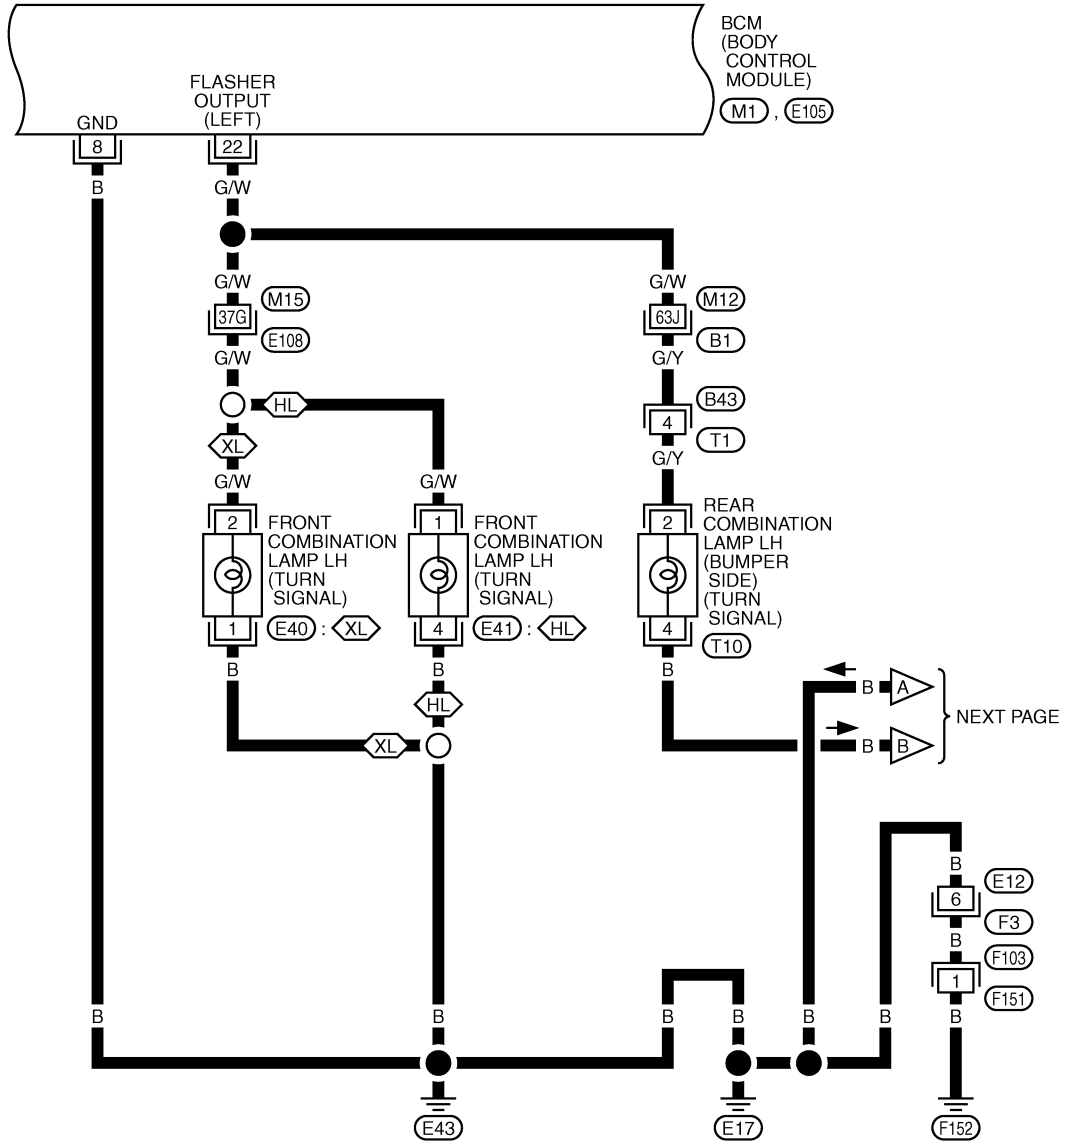 BCM
(BODY
CONTROL
MODULE)
M1 , E105
FLASHER
OUTPUT
(LEFT)
GND
8
22
B
G/W
G/W
G/W
M15
M12
37G
63J
E108
B1
G/W
G/Y
B43
HL
4
T1
XL
G/Y
G/W
G/W
2
FRONT
COMBINATION
LAMP LH
(TURN
SIGNAL)
1
E40 : XL
1
FRONT
COMBINATION
LAMP LH
(TURN
SIGNAL)
4
E41 : HL
2
REAR
COMBINATION
LAMP LH
(BUMPER
SIDE)
(TURN
SIGNAL)
4
T10
B
B
B
B
A
HL
NEXT PAGE
XL
B
B
B
E12
6
F3
B
F103
1
F151
B
B
B
B
B
B
B
E43
E17
F152